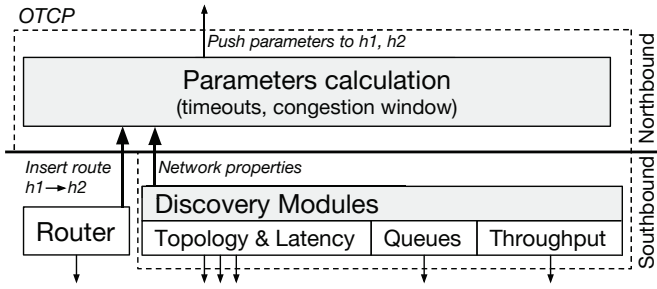 OTCP
Push parameters to h1, h2
Parameters calculation
(timeouts, congestion window)
Northbound
Insert route
h1→h2
Network properties
Discovery Modules
Router
Topology & Latency
Queues
Throughput
Southbound